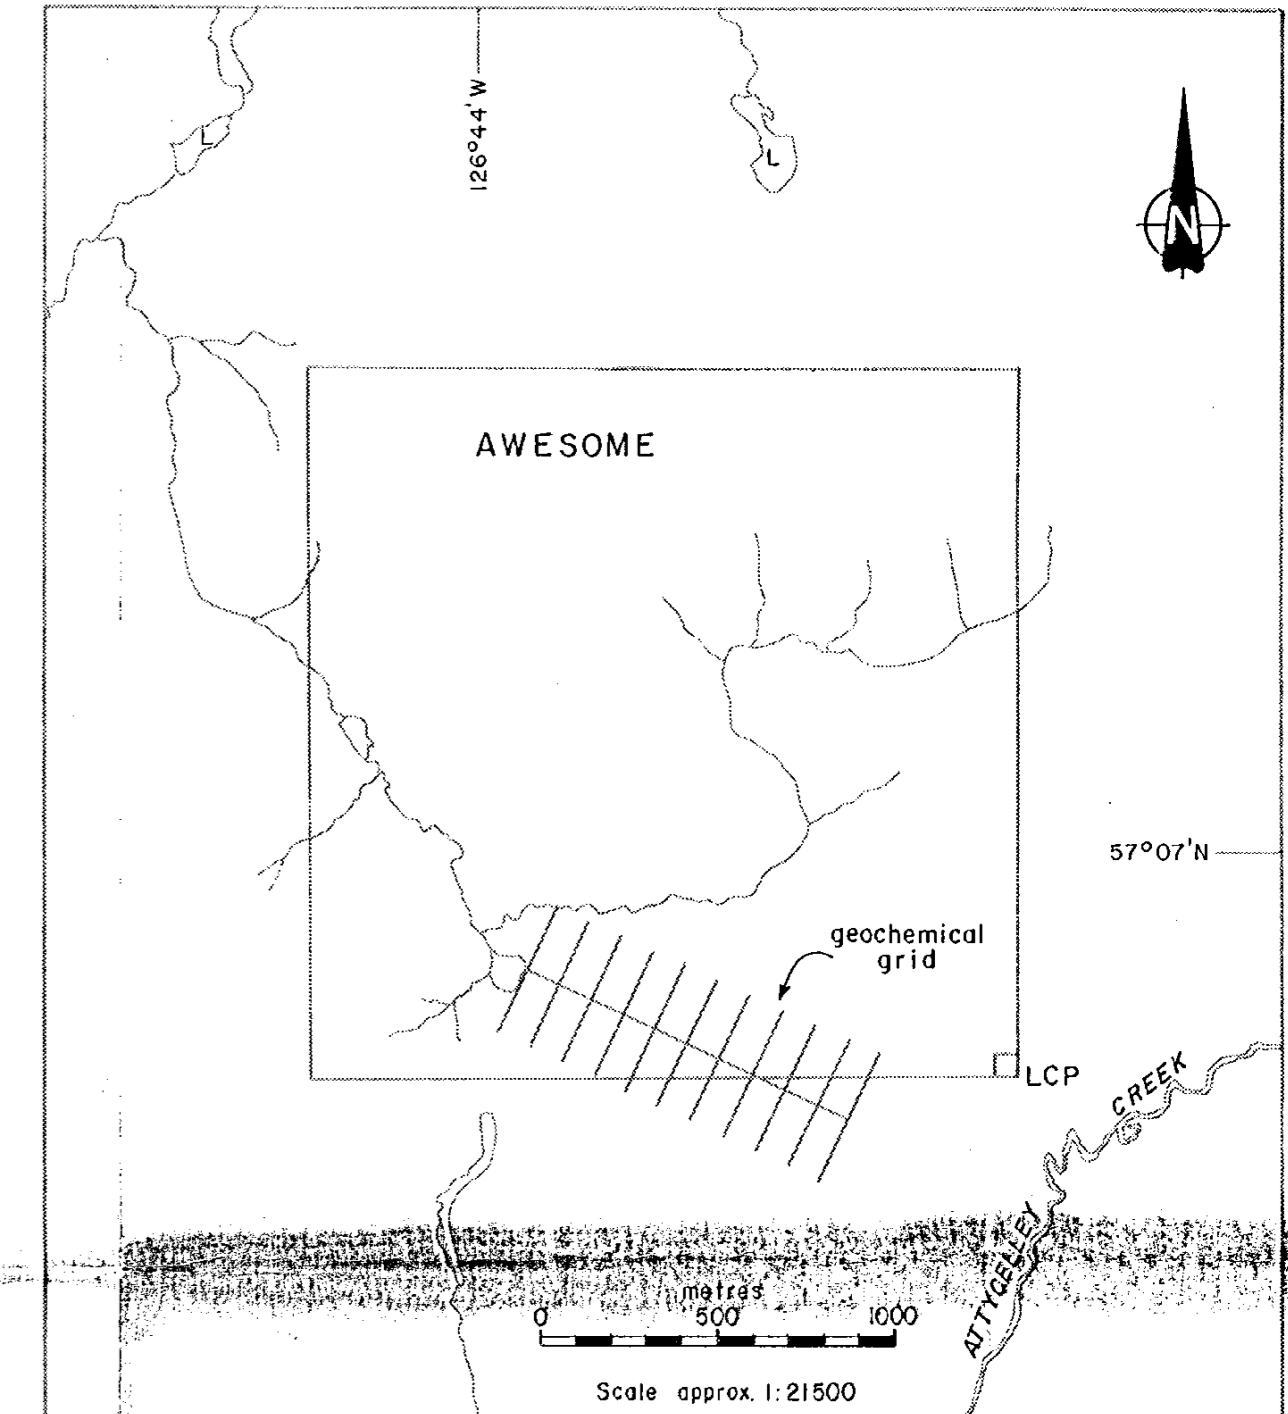 126°44'W
L
L
N
AWESOME
57°07'N
geochemical
grid
LCP
ATTYCELLEY CREEK
metres
0 500 1000
Scale approx. 1:21500